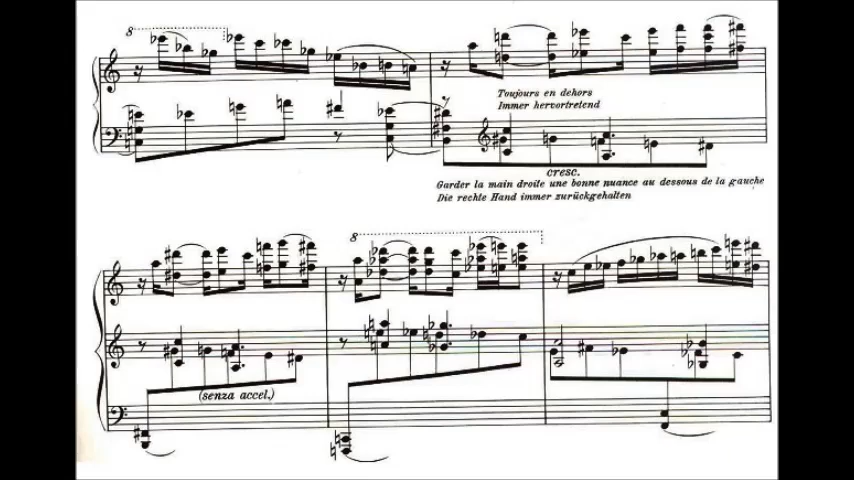 8
Toujours en dehors
Immer hervortretend
cresc.
Garder la main droite une bonne nuance au dessous de la gauche
Die rechte Hand immer zurückgehalten
8
(senza accel.)